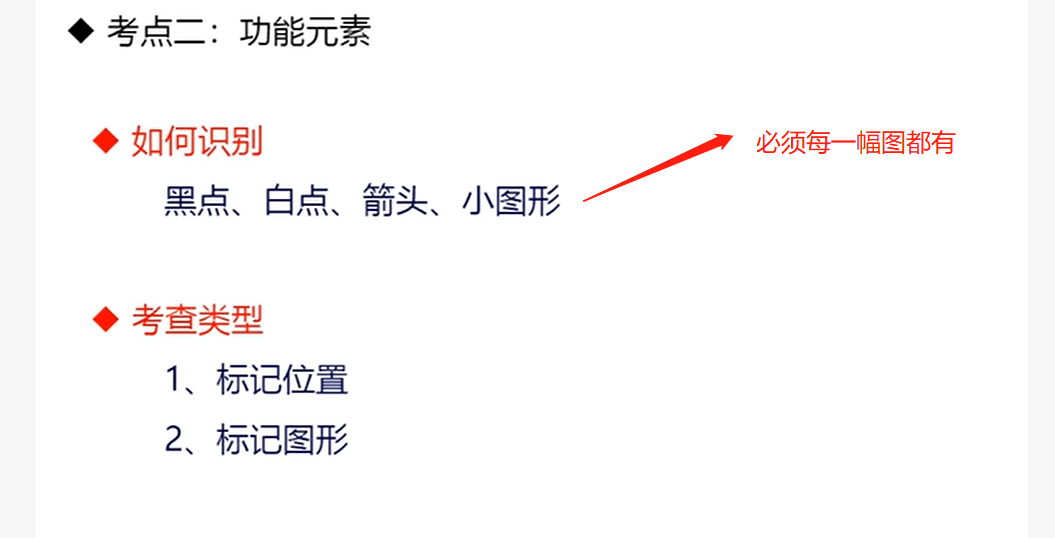 ◆ 考点二：功能元素
◆ 如何识别
必须每一幅图都有
黑点、白点、箭头、小图形
◆ 考查类型
1、标记位置
2、标记图形